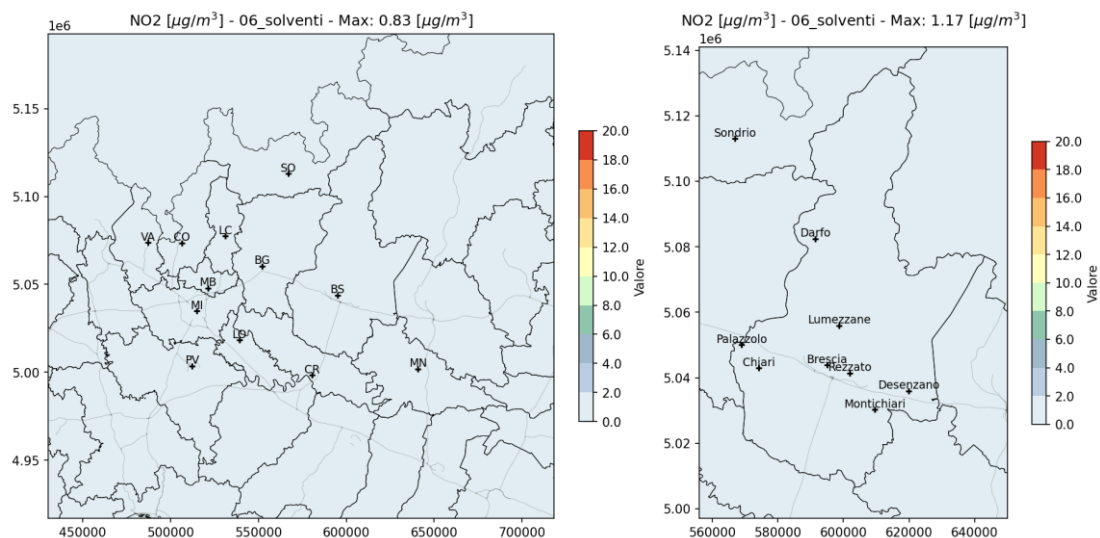 NO2 [μg/m³] - 06_solventi - Max: 0.83 [μg/m³]
1e6
5.15
5.10
5.05
5.00
4.95
SO
VA
CO
LC
BG
MB
BS
MI
LO
PV
CR
MN
450000
500000
550000
600000
650000
700000
20.0
18.0
16.0
14.0
12.0
10.0
8.0
6.0
4.0
2.0
0.0
Valore
NO2 [μg/m³] - 06_solventi - Max: 1.17 [μg/m³]
1e6
5.14
5.12
5.10
5.08
5.06
5.04
5.02
5.00
Sondrio
Darfo
Lumezzane
Palazzolo
Chiari
Brescia
Rezzato
Desenzano
Montichiari
560000
580000
600000
620000
640000
20.0
18.0
16.0
14.0
12.0
10.0
8.0
6.0
4.0
2.0
0.0
Valore